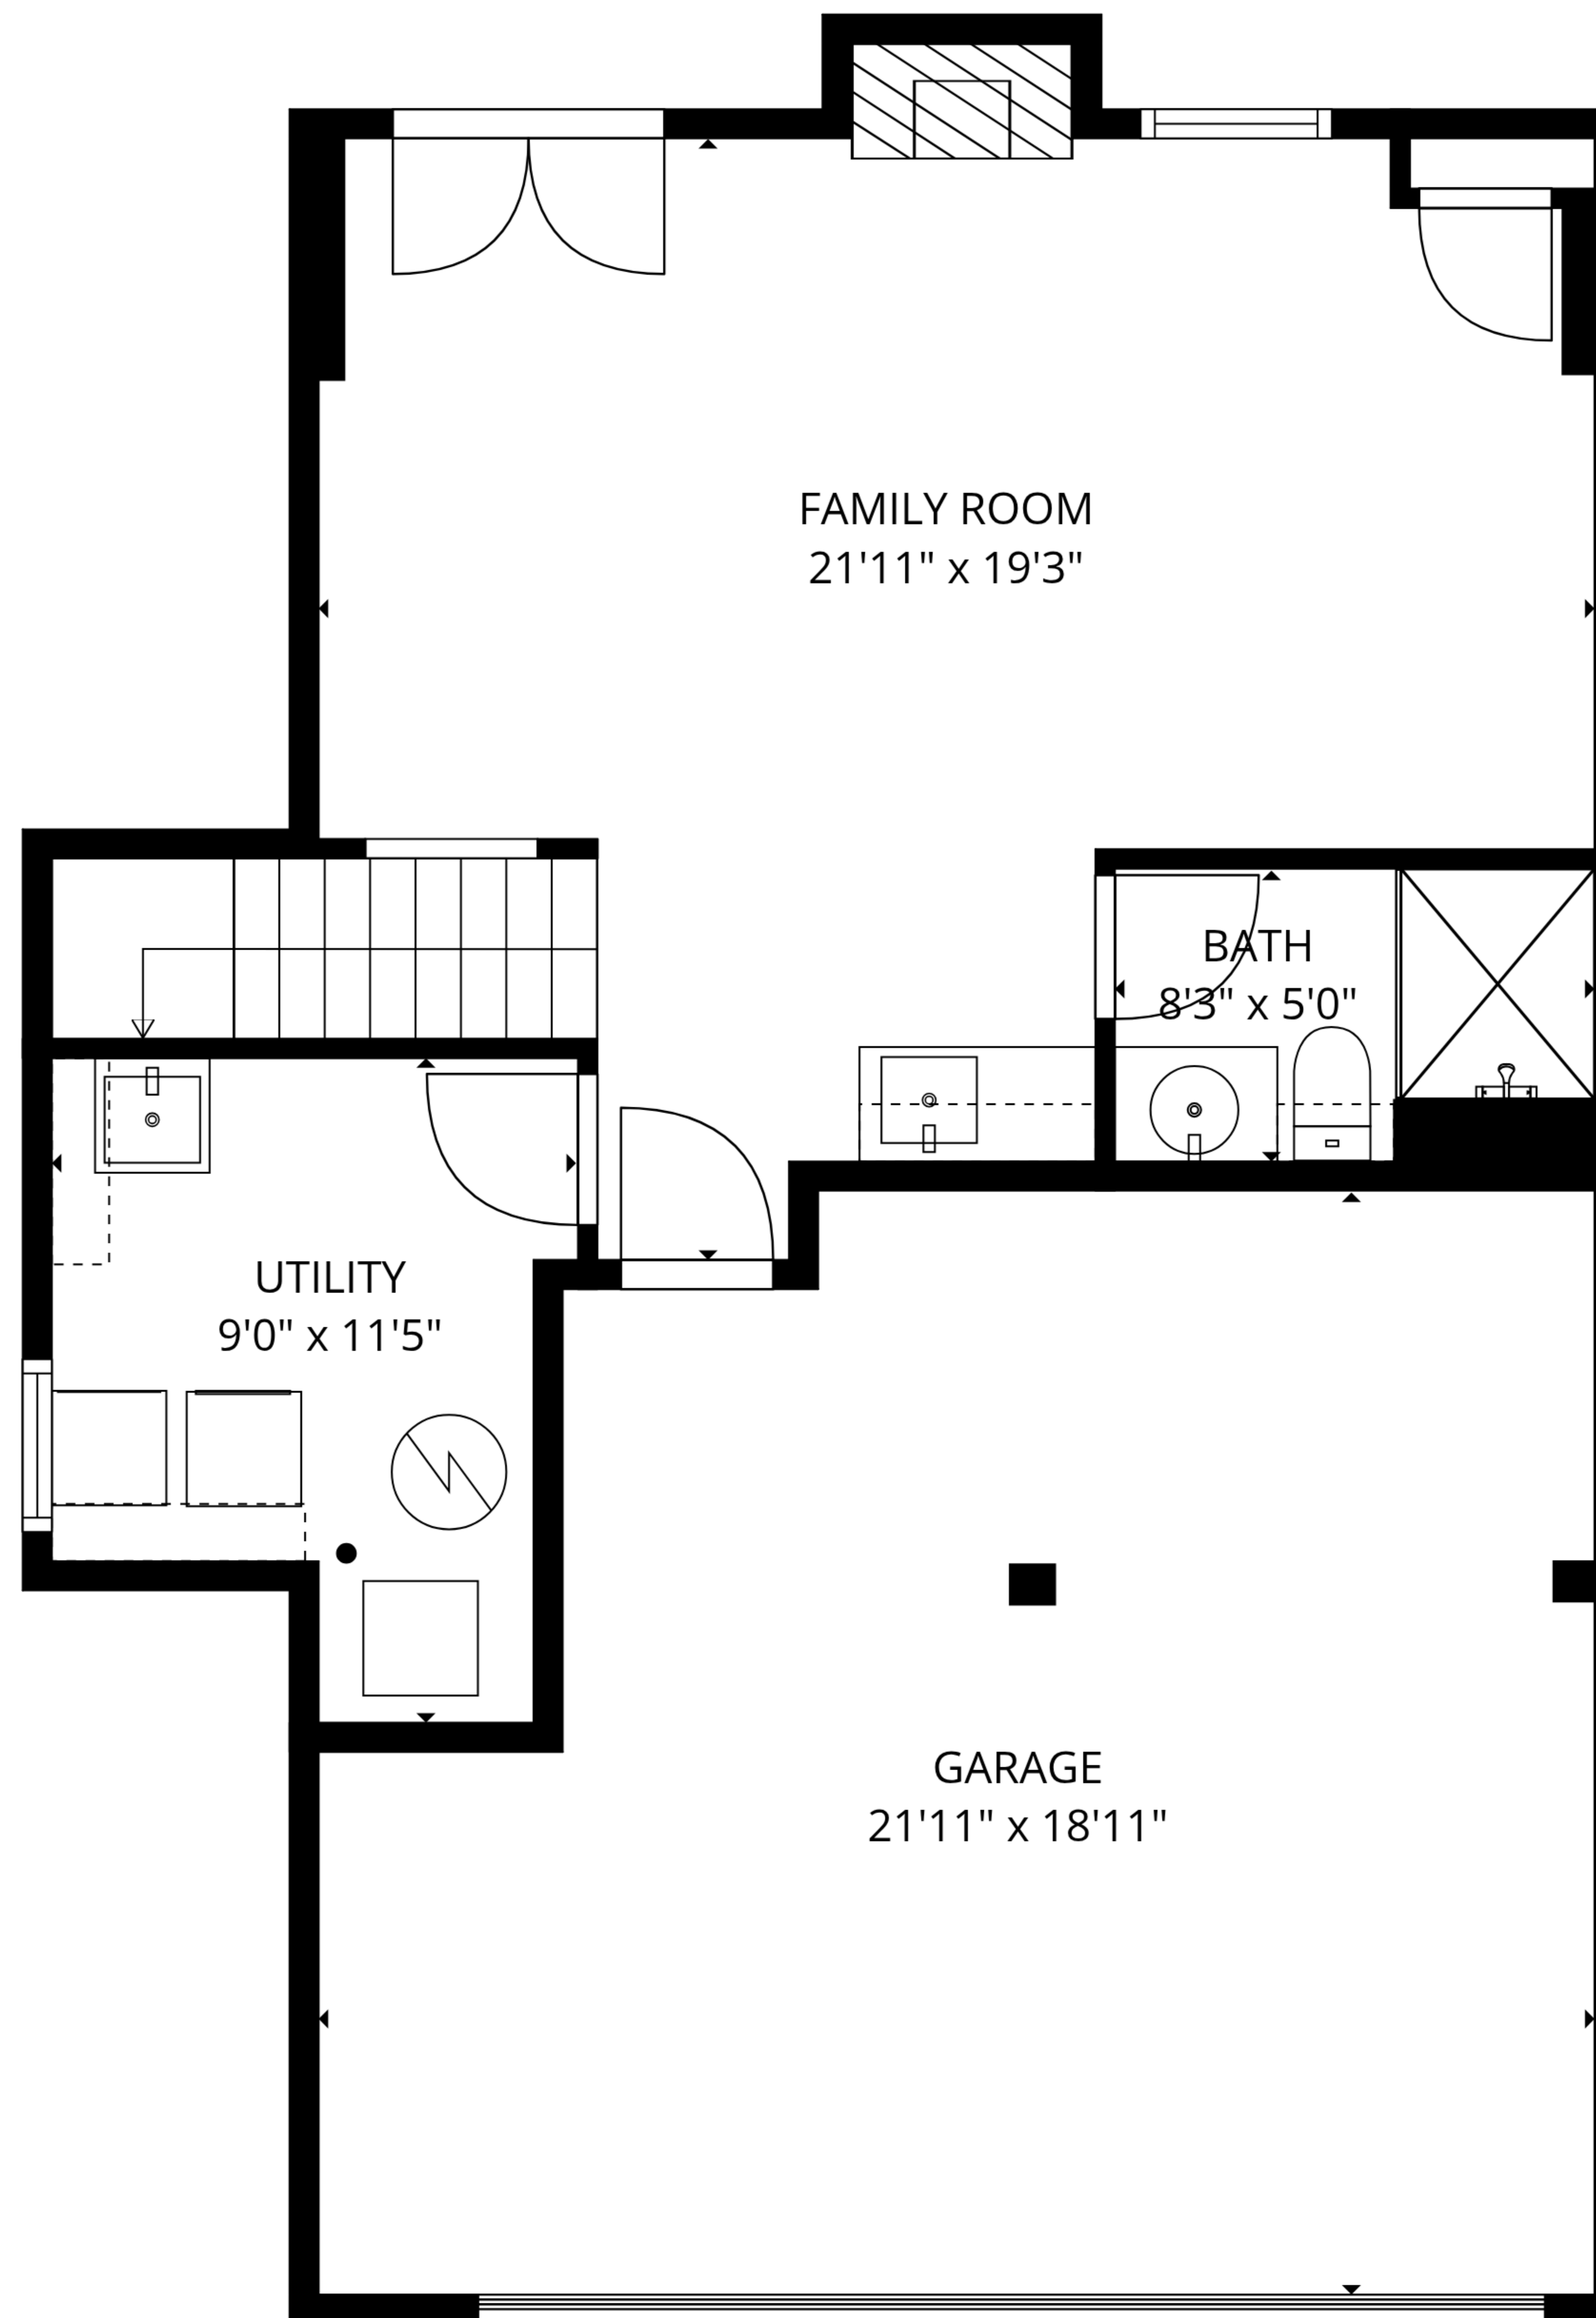 FAMILY ROOM
21'11" x 19'3"
BATH
8'3" x 5'0"
UTILITY
9'0" x 11'5"
GARAGE
21'11" x 18'11"